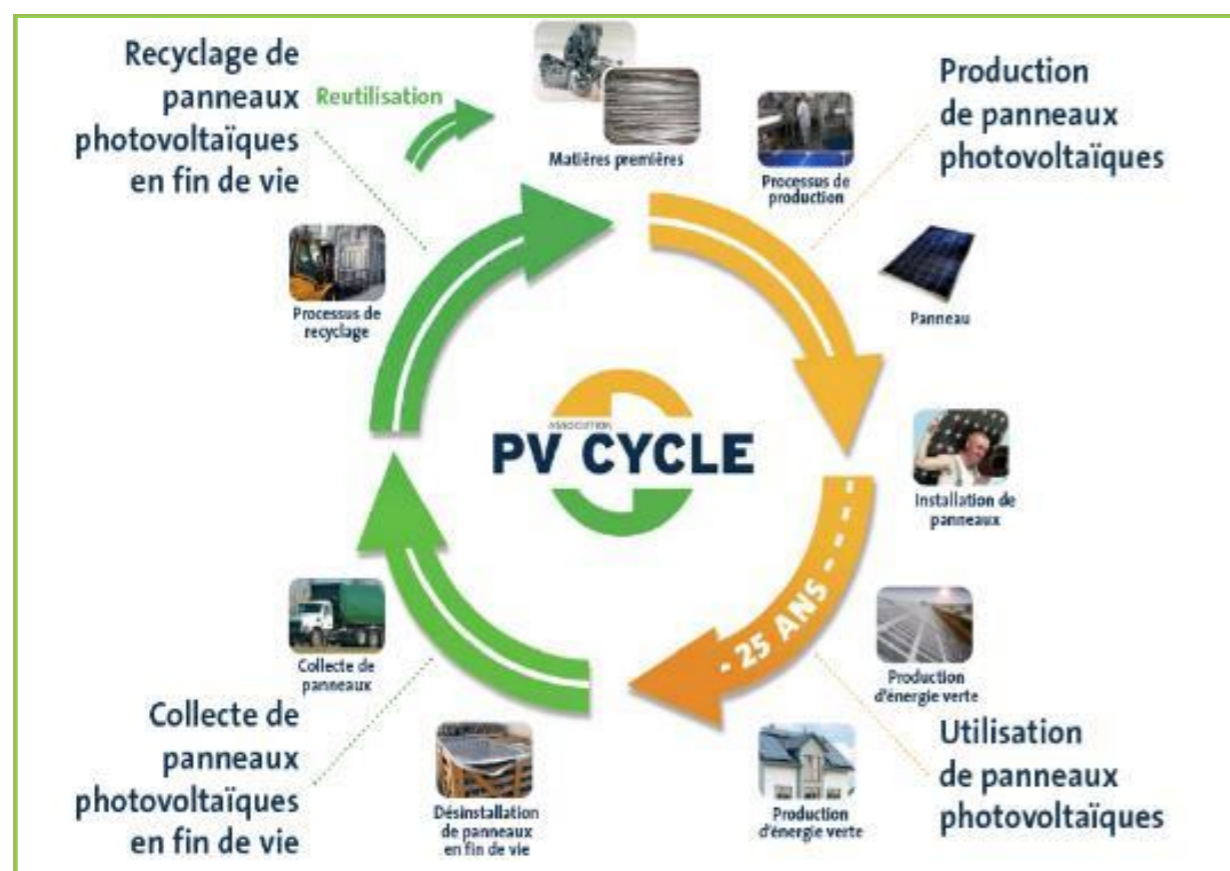 Recyclage de
panneaux
photovoltaïques
en fin de vie
Reutilisation
Matières premières
Processus de
production
Production
de panneaux
photovoltaïques
Panneau
Processus de
recyclage
ASSOCIATION
PV CYCLE
Installation de
panneaux
- 25 ANS -
Production
d'énergie verte
Collecte de
panneaux
Collecte de
panneaux
photovoltaïques
en fin de vie
Désinstallation
de panneaux
en fin de vie
Production
d'énergie verte
Utilisation
de panneaux
photovoltaïques